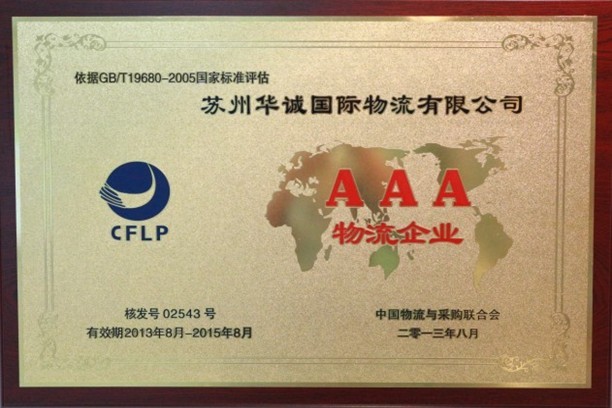 依据GB/T19680-2005国家标准评估
苏州华诚国际物流有限公司
CFLP
AAA
物流企业
核发号 02543 号
有效期2013年8月-2015年8月
中国物流与采购联合会
二零一三年八月